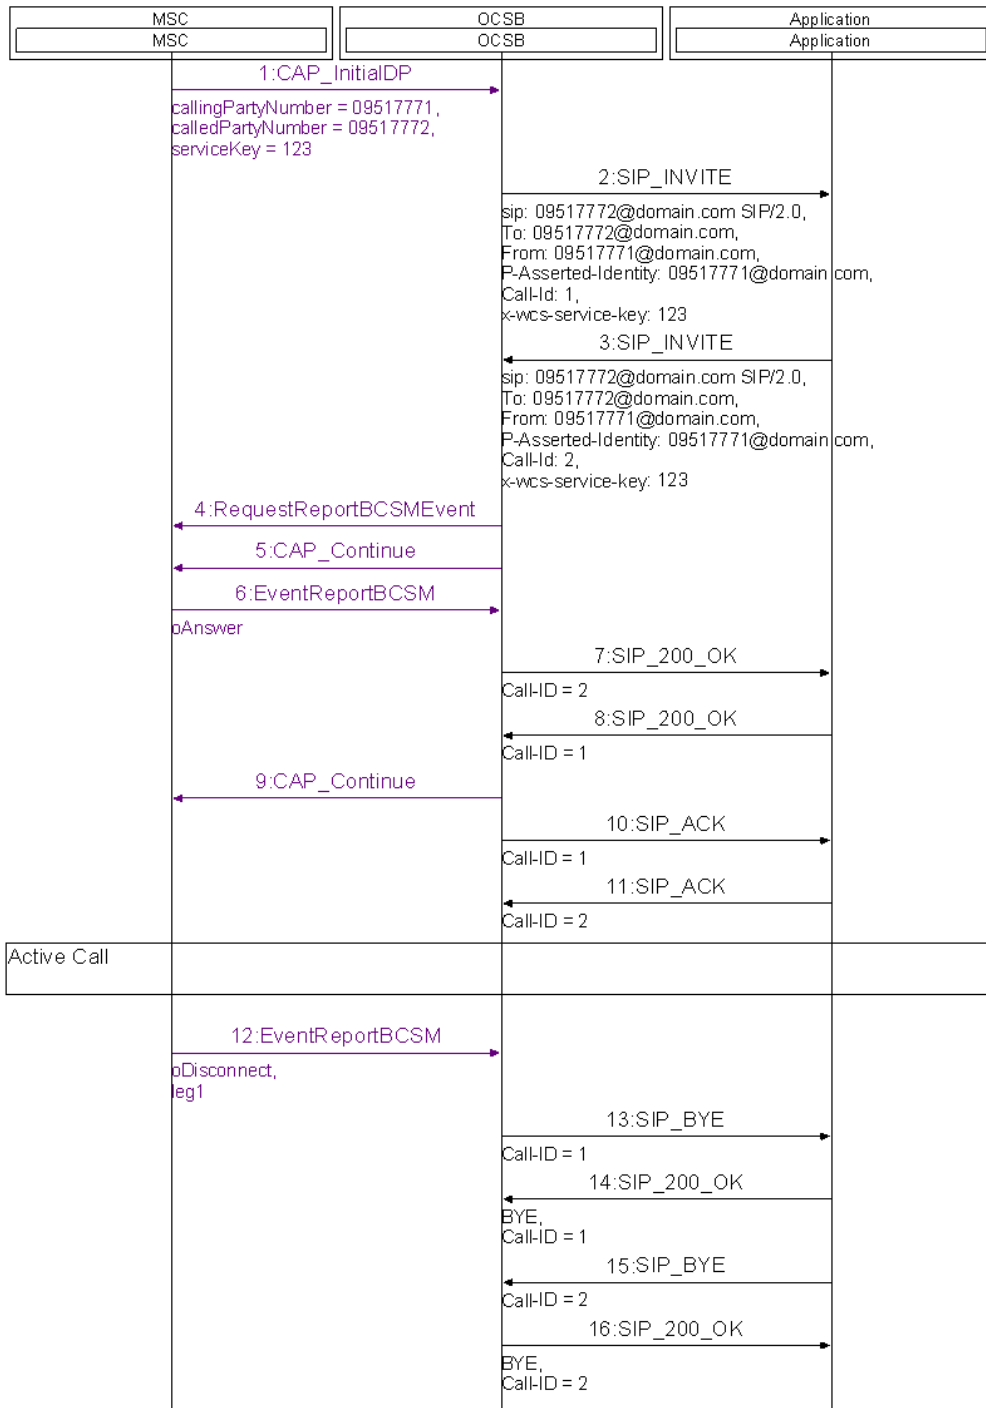 MSC
OCSB
Application
MSC
OCSB
Application
1:CAP_InitialDP
callingPartyNumber = 09517771,
calledPartyNumber = 09517772,
serviceKey = 123
2:SIP_INVITE
sip: 09517772@domain.com SIP/2.0,
To: 09517772@domain.com,
From: 09517771@domain.com,
P-Asserted-Identity: 09517771@domain.com,
Call-Id: 1,
x-wcs-service-key: 123
3:SIP_INVITE
sip: 09517772@domain.com SIP/2.0,
To: 09517772@domain.com,
From: 09517771@domain.com,
P-Asserted-Identity: 09517771@domain.com,
Call-Id: 2,
x-wcs-service-key: 123
4:RequestReportBCSMEvent
5:CAP_Continue
6:EventReportBCSM
oAnswer
7:SIP_200_OK
Call-ID = 2
8:SIP_200_OK
Call-ID = 1
9:CAP_Continue
10:SIP_ACK
Call-ID = 1
11:SIP_ACK
Call-ID = 2
Active Call
12:EventReportBCSM
oDisconnect,
leg1
13:SIP_BYE
Call-ID = 1
14:SIP_200_OK
BYE,
Call-ID = 1
15:SIP_BYE
Call-ID = 2
16:SIP_200_OK
BYE,
Call-ID = 2